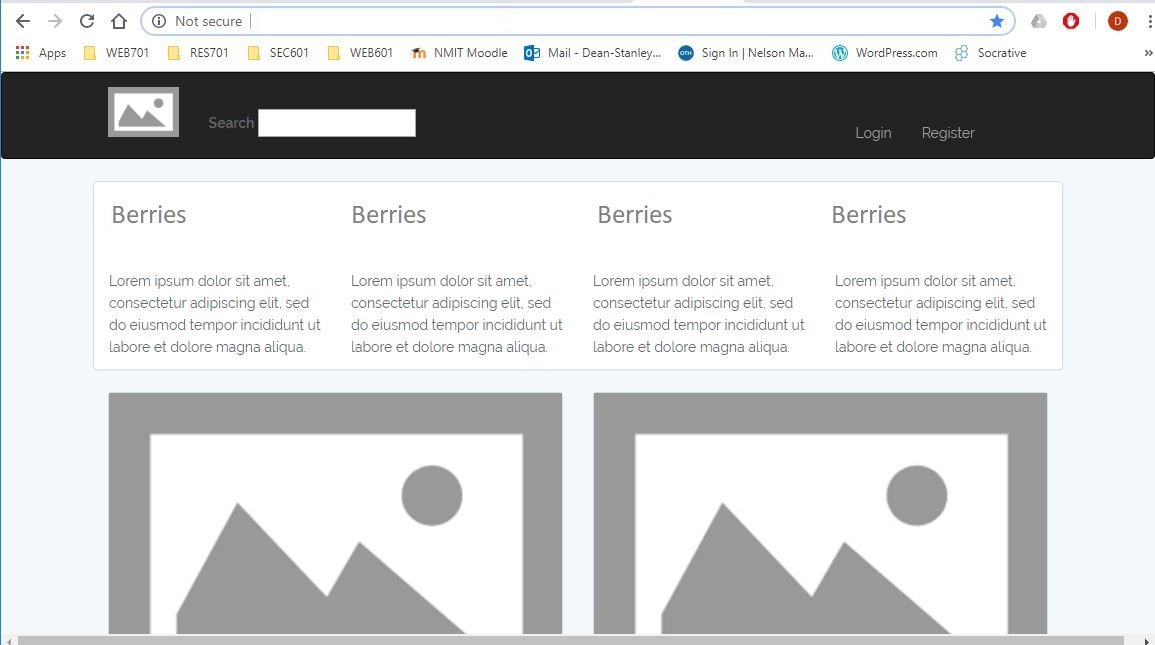 Not secure
Apps WEB701 RES701 SEC601 WEB601 NMIT Moodle Mail - Dean-Stanley... OTH Sign In | Nelson Ma... WordPress.com Socrative »
D
Search
Login Register
Berries Berries Berries Berries
Lorem ipsum dolor sit amet,
consectetur adipiscing elit, sed
do eiusmod tempor incididunt ut
labore et dolore magna aliqua.
Lorem ipsum dolor sit amet,
consectetur adipiscing elit, sed
do eiusmod tempor incididunt ut
labore et dolore magna aliqua.
Lorem ipsum dolor sit amet,
consectetur adipiscing elit, sed
do eiusmod tempor incididunt ut
labore et dolore magna aliqua.
Lorem ipsum dolor sit amet,
consectetur adipiscing elit, sed
do eiusmod tempor incididunt ut
labore et dolore magna aliqua.